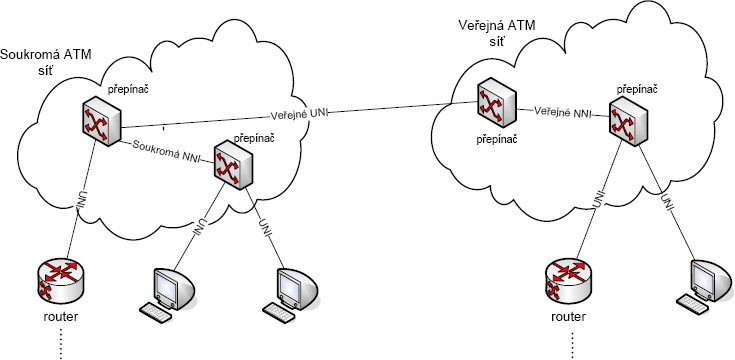 Soukromá ATM
síť
Veřejná ATM
síť
přepínač
přepínač
Veřejné UNI
Soukromá NNI
přepínač
Veřejné NNI
přepínač
UNI
UNI
UNI
UNI
UNI
router
router